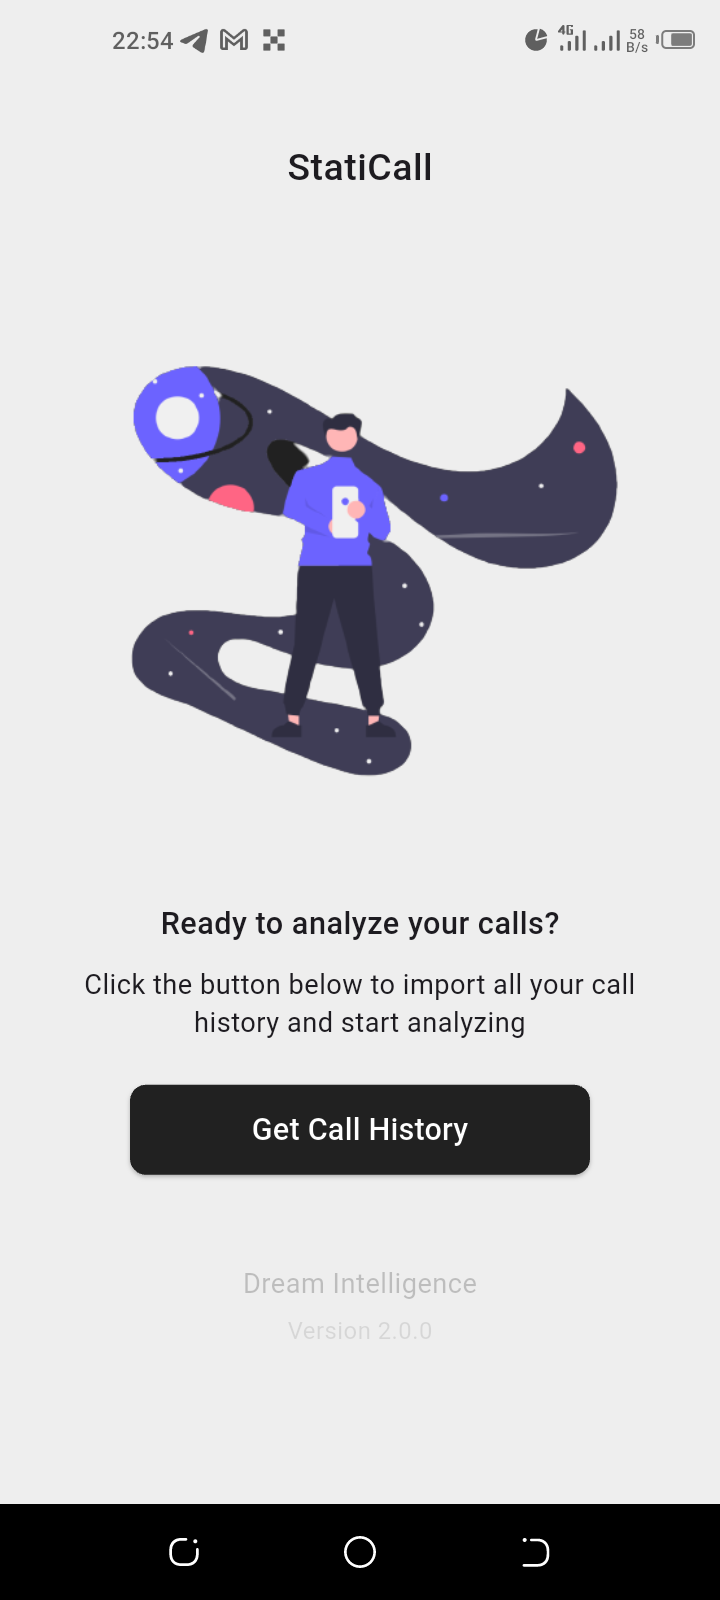 22:54
4G
58
B/s
StatiCall
Ready to analyze your calls?
Click the button below to import all your call
history and start analyzing
Get Call History
Dream Intelligence
Version 2.0.0